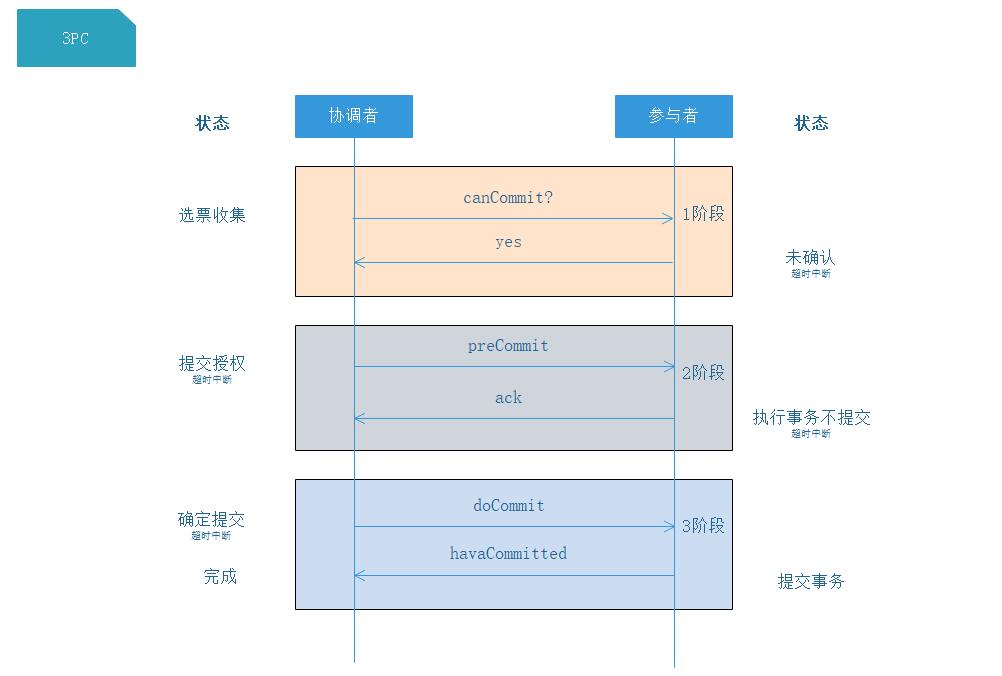 3PC
状态
协调者
参与者
状态
选票收集
canCommit?
1阶段
yes
未确认
超时中断
提交授权
超时中断
preCommit
2阶段
ack
执行事务不提交
超时中断
确定提交
超时中断
doCommit
3阶段
havaCommitted
完成
提交事务